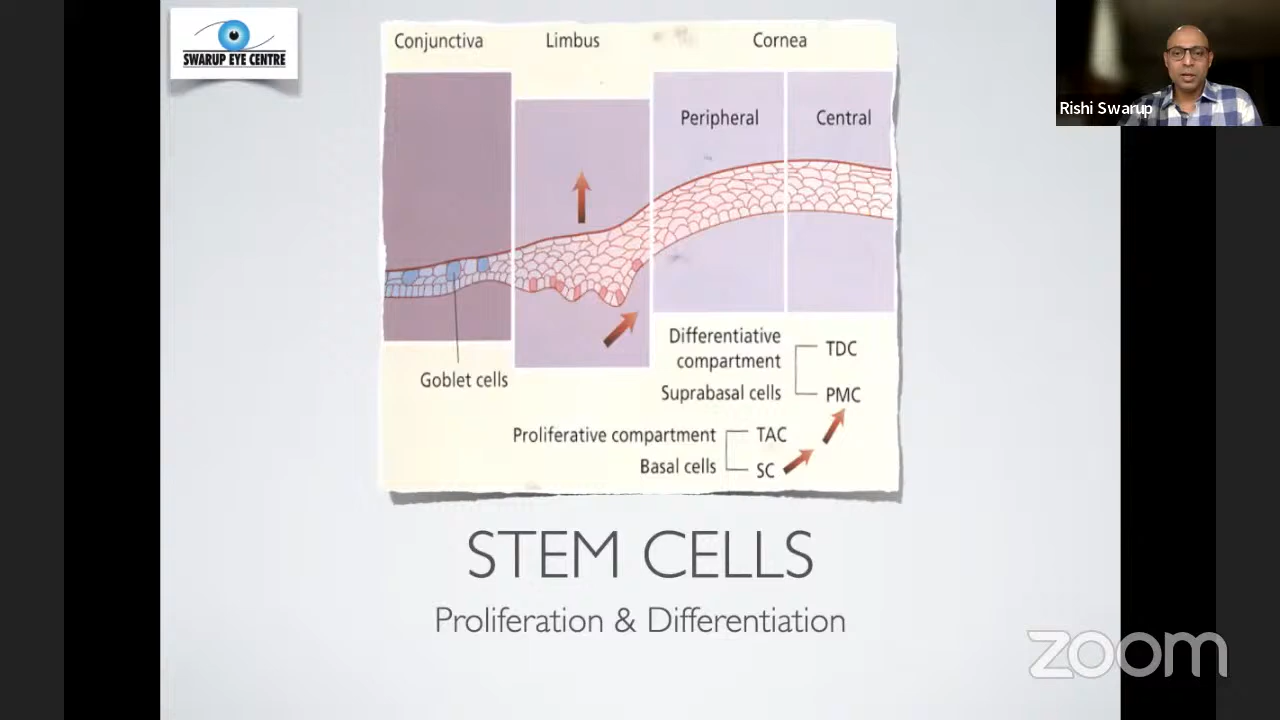 SWARUP EYE CENTRE
Conjunctiva
Limbus
Cornea
Peripheral
Central
Goblet cells
Differentiative
compartment
Suprabasal cells
TDC
PMC
Proliferative compartment
Basal cells
TAC
SC
STEM CELLS
Proliferation & Differentiation
Rishi Swarup
zoom